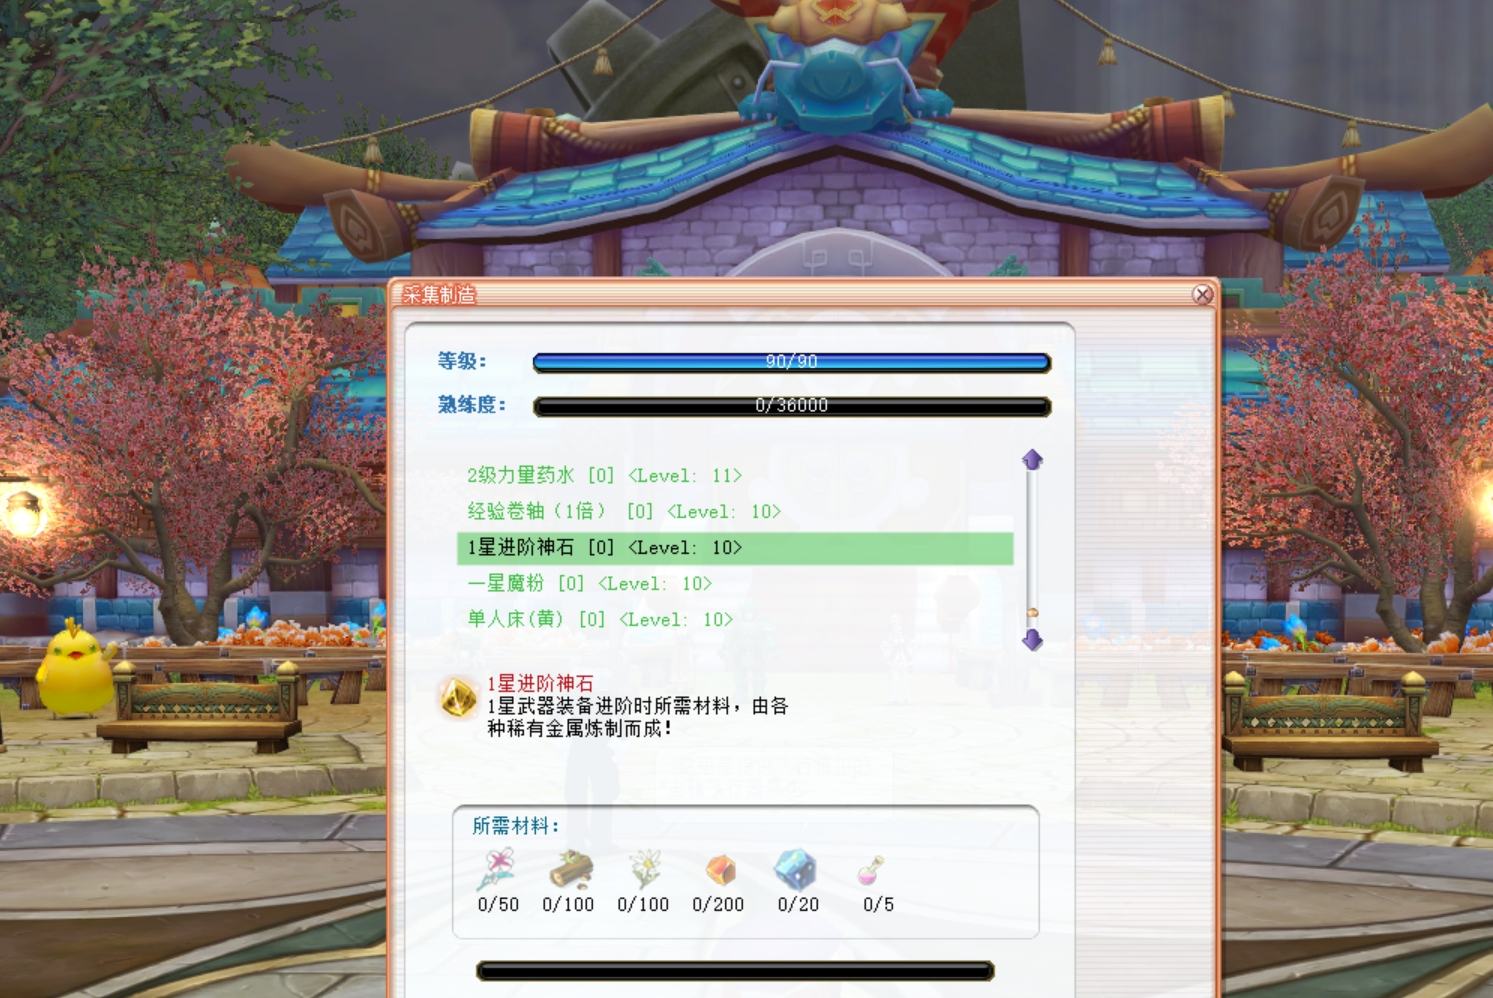 采集制造
等级: 90/90
熟练度: 0/36000
2级力量药水 [0] <Level: 11>
经验卷轴（1倍） [0] <Level: 10>
1星进阶神石 [0] <Level: 10>
一星魔粉 [0] <Level: 10>
单人床(黄) [0] <Level: 10>
1星进阶神石
1星武器装备进阶时所需材料，由各
种稀有金属炼制而成!
所需材料:
0/50 0/100 0/100 0/200 0/20 0/5